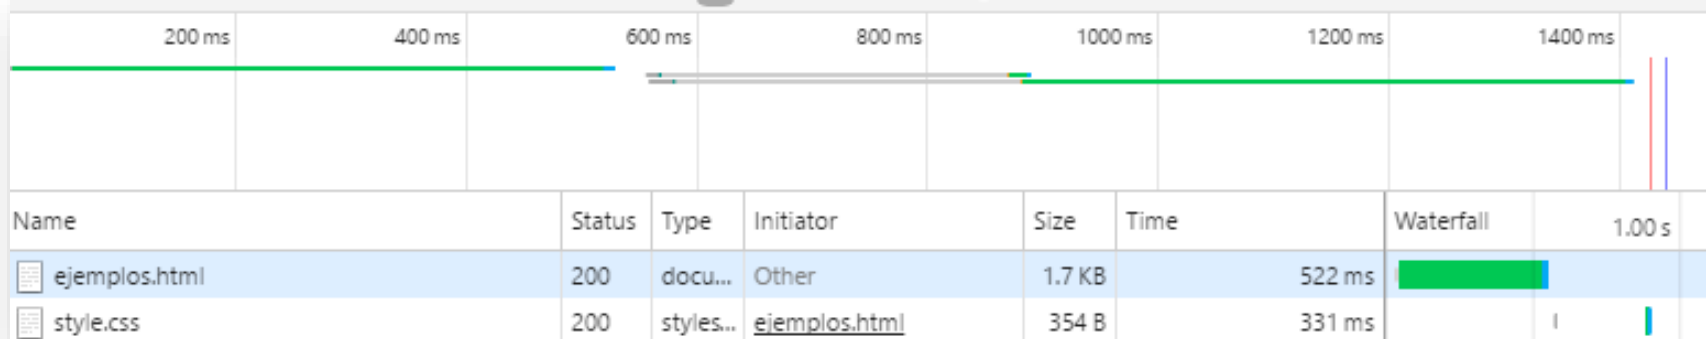 200 ms 400 ms 600 ms 800 ms 1000 ms 1200 ms 1400 ms
Name Status Type Initiator Size Time Waterfall 1.00 s
ejemplos.html 200 docu... Other 1.7 KB 522 ms
style.css 200 styles... ejemplos.html 354 B 331 ms